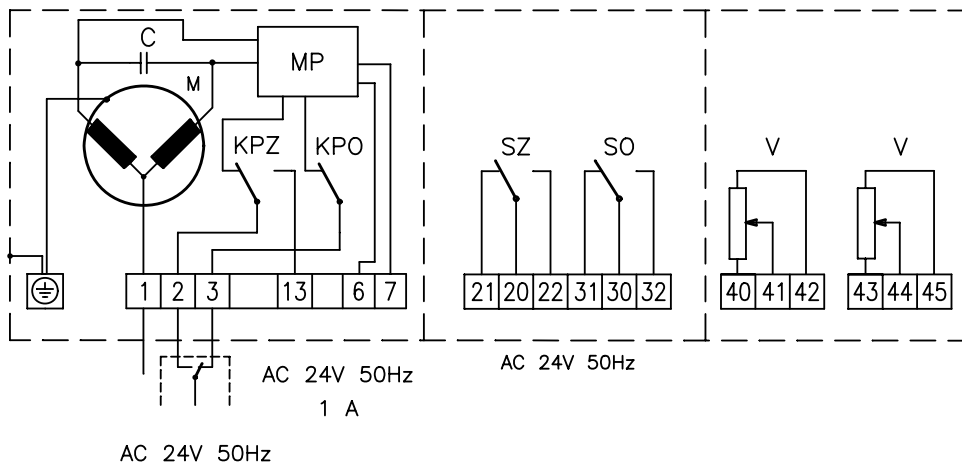 C
MP
M
KPZ
KPO
SZ
SO
V
V
1 2 3 13 6 7
21 20 22 31 30 32
40 41 42
43 44 45
AC 24V 50Hz
1 A
AC 24V 50Hz
AC 24V 50Hz